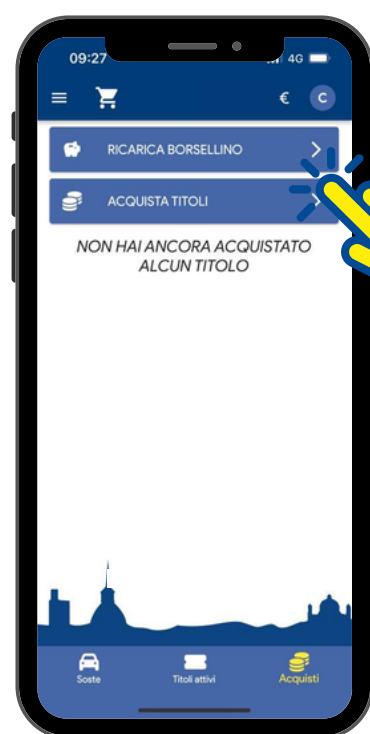 09:27
4G
€ C
RICARICA BORSELLINO
ACQUISTA TITOLI
NON HAI ANCORA ACQUISTATO
ALCUN TITOLO
Soste Titoli attivi Acquisti